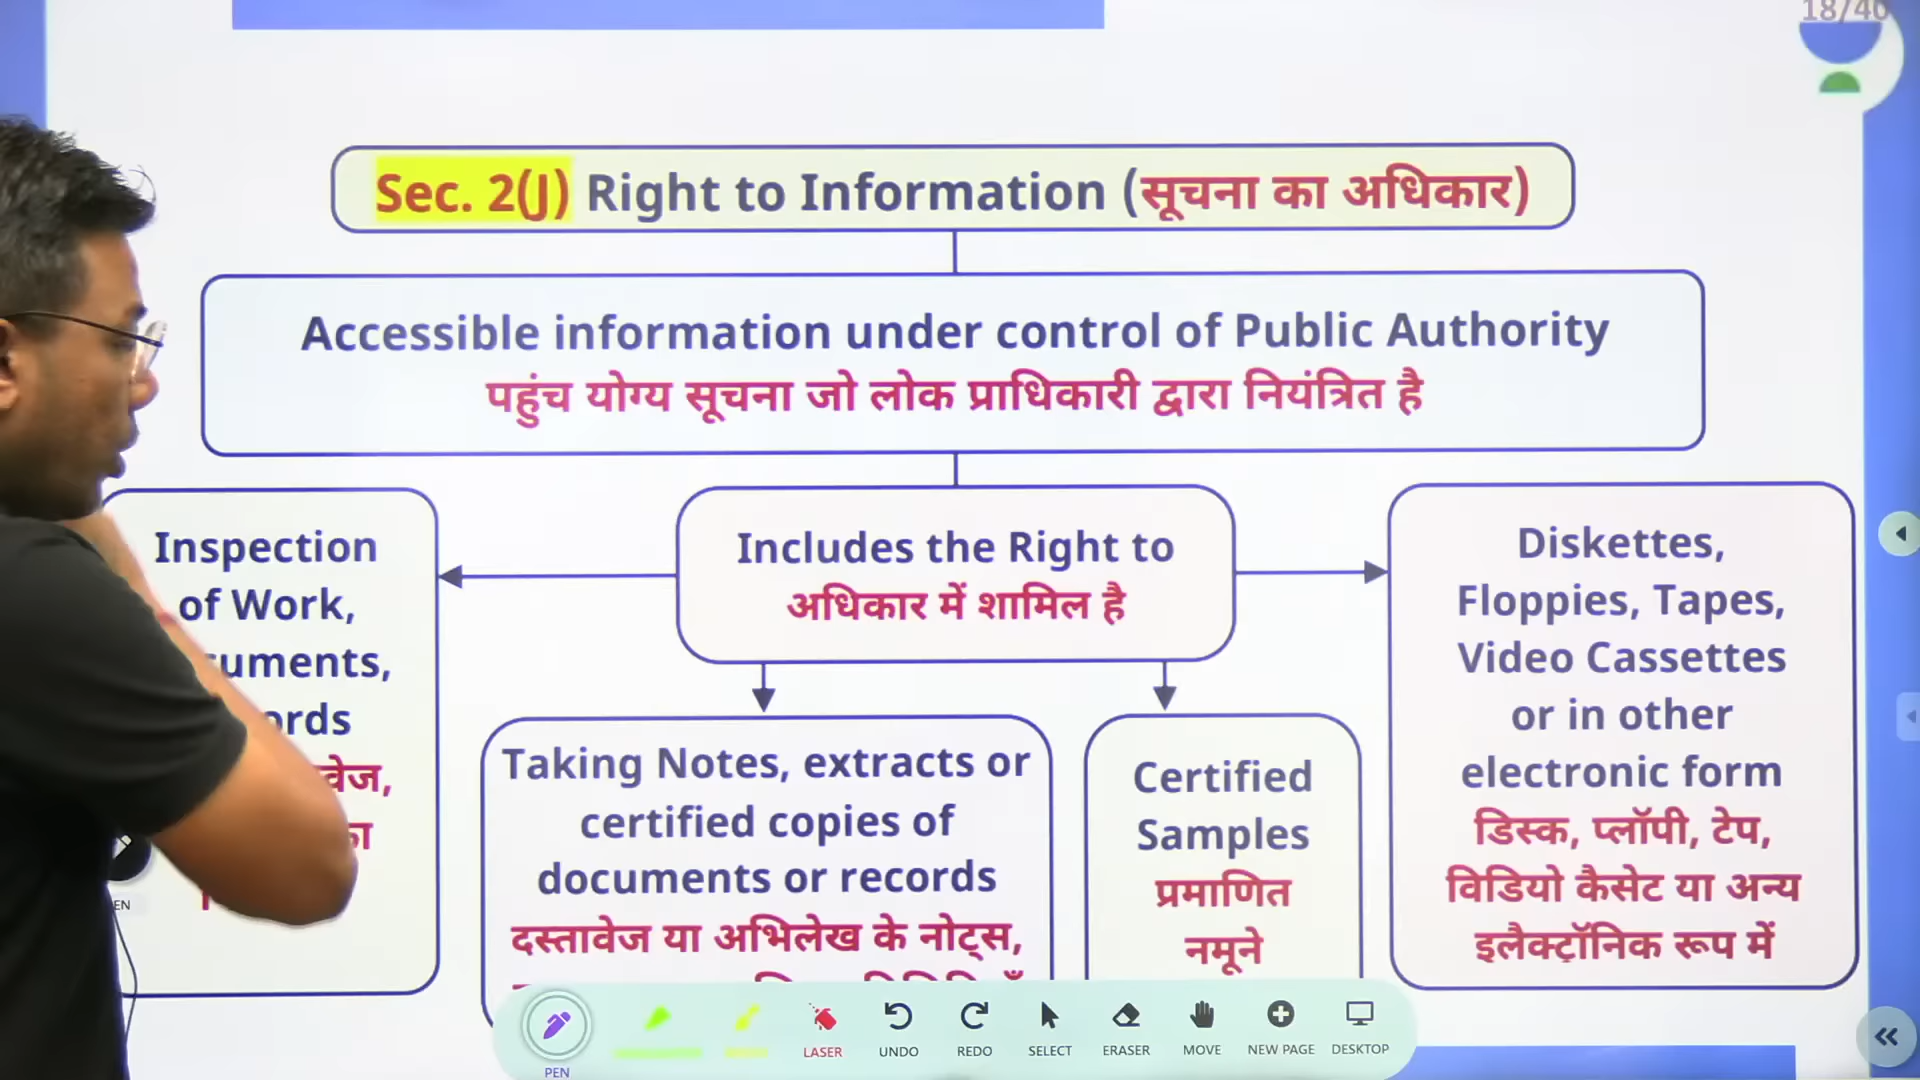 18/40
Sec. 2(J) Right to Information (सूचना का अधिकार)
Accessible information under control of Public Authority
पहुंच योग्य सूचना जो लोक प्राधिकारी द्वारा नियंत्रित है
Inspection
of Work,
Includes the Right to
अधिकार में शामिल है
Diskettes,
Floppies, Tapes,
Video Cassettes
or in other
electronic form
डिस्क, प्लॉपी, टेप,
विडियो कैसेट या अन्य
इलैक्ट्रॉनिक रूप में
Taking Notes, extracts or
certified copies of
documents or records
दस्तावेज या अभिलेख के नोट्स,
Certified
Samples
प्रमाणित
नमूने
PEN
LASER
UNDO
REDO
SELECT
ERASER
MOVE
NEW PAGE
DESKTOP